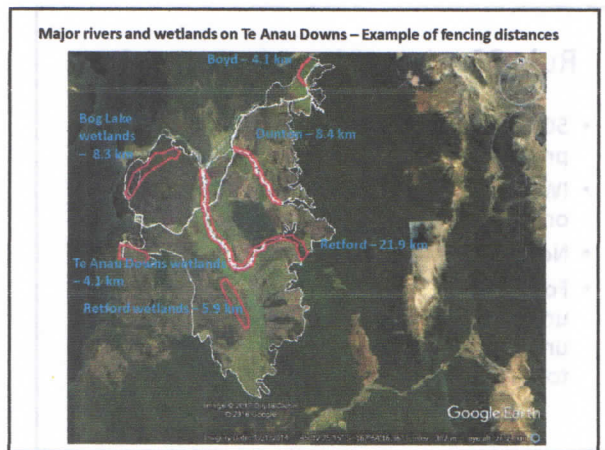 Major rivers and wetlands on Te Anau Downs – Example of fencing distances
Boyd – 4.1 km
Bog Lake
wetlands
– 8.3 km
– 8.4 km
Retford – 21.9 km
Te Anau Downs wetlands
– 4.1 km
Retford wetlands – 5.9 km
Google Earth